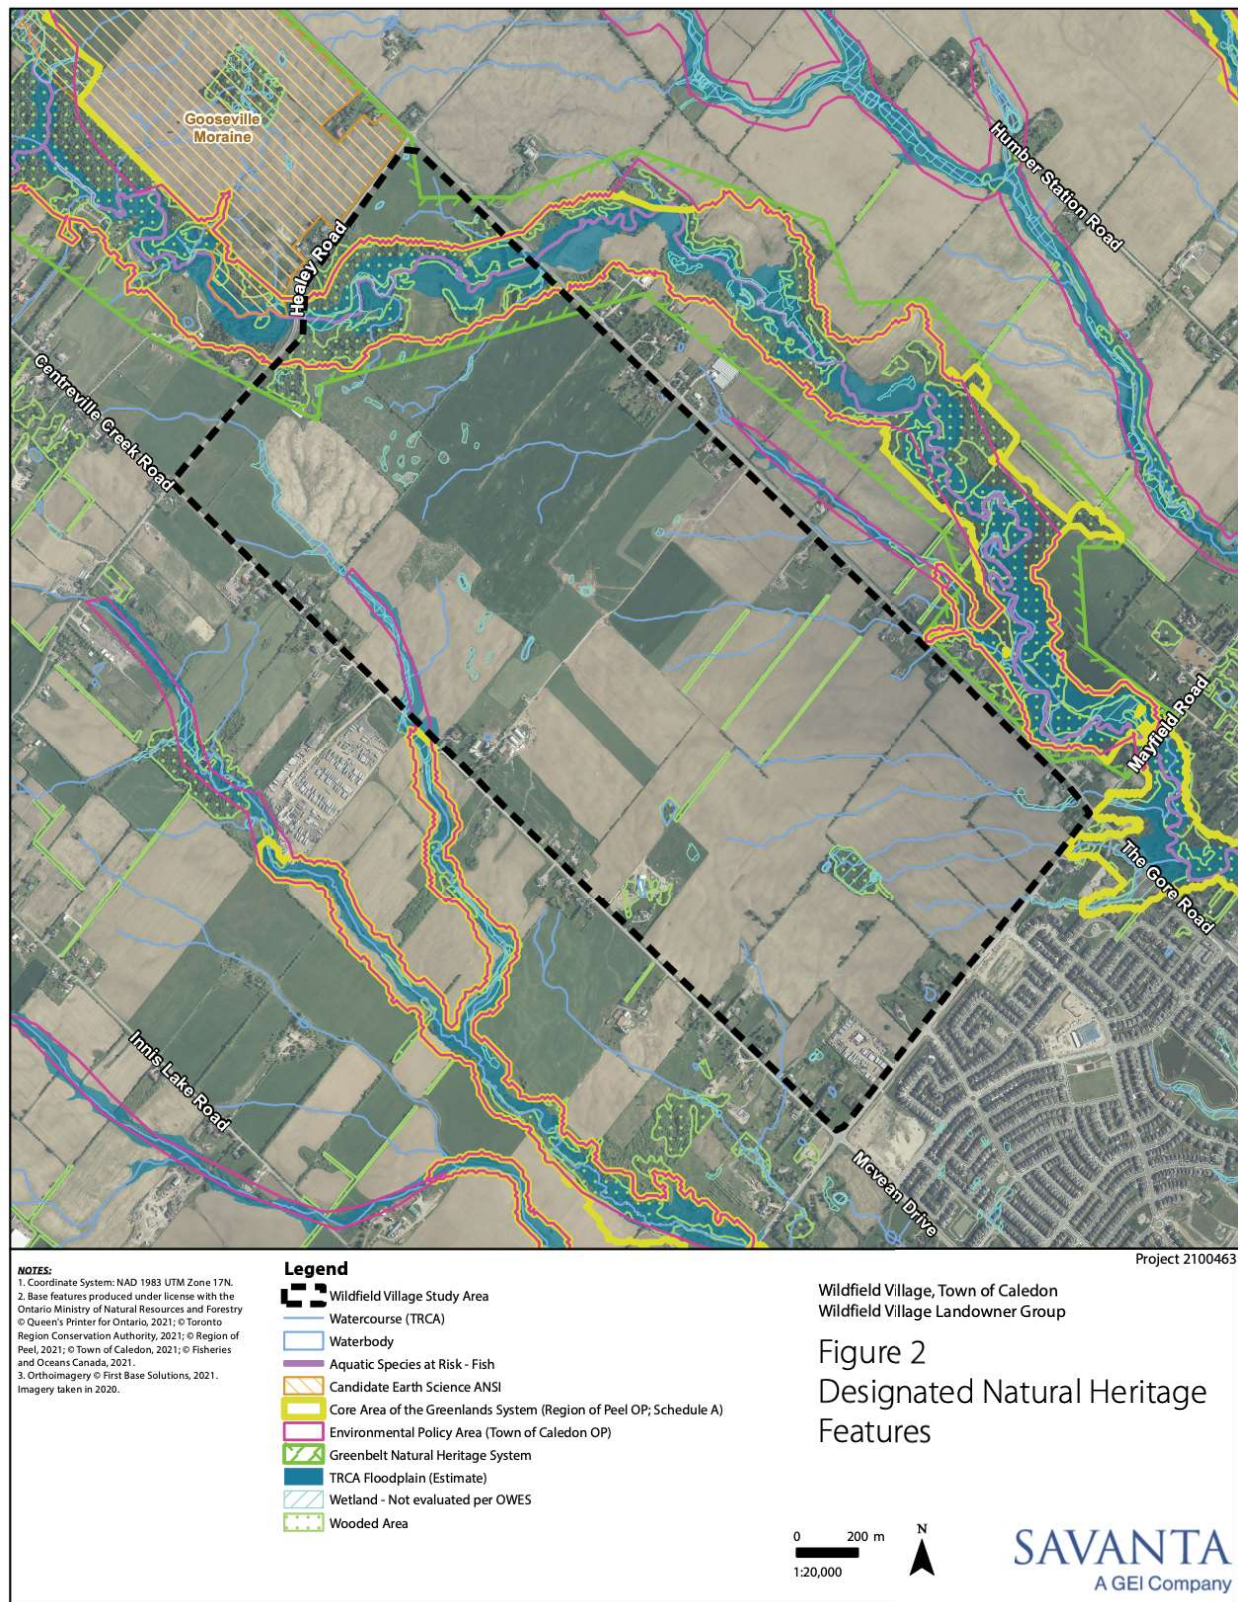 Gooseville
Moraine
Humber Station Road
Healey Road
Centreville Creek Road
Mayfield Road
The Gore Road
Innis Lake Road
Mcvean Drive
NOTES:
1. Coordinate System: NAD 1983 UTM Zone 17N.
2. Base features produced under license with the
Ontario Ministry of Natural Resources and Forestry
© Queen's Printer for Ontario, 2021; © Toronto
Region Conservation Authority, 2021; © Region of
Peel, 2021; © Town of Caledon, 2021; © Fisheries
and Oceans Canada, 2021.
3. Orthoimagery © First Base Solutions, 2021.
Imagery taken in 2020.
Legend
Wildfield Village Study Area
Watercourse (TRCA)
Waterbody
Aquatic Species at Risk - Fish
Candidate Earth Science ANSI
Core Area of the Greenlands System (Region of Peel OP; Schedule A)
Environmental Policy Area (Town of Caledon OP)
Greenbelt Natural Heritage System
TRCA Floodplain (Estimate)
Wetland - Not evaluated per OWES
Wooded Area
Project 2100463
Wildfield Village, Town of Caledon
Wildfield Village Landowner Group
Figure 2
Designated Natural Heritage
Features
0 200 m
1:20,000
N
SAVANTA
A GEI Company